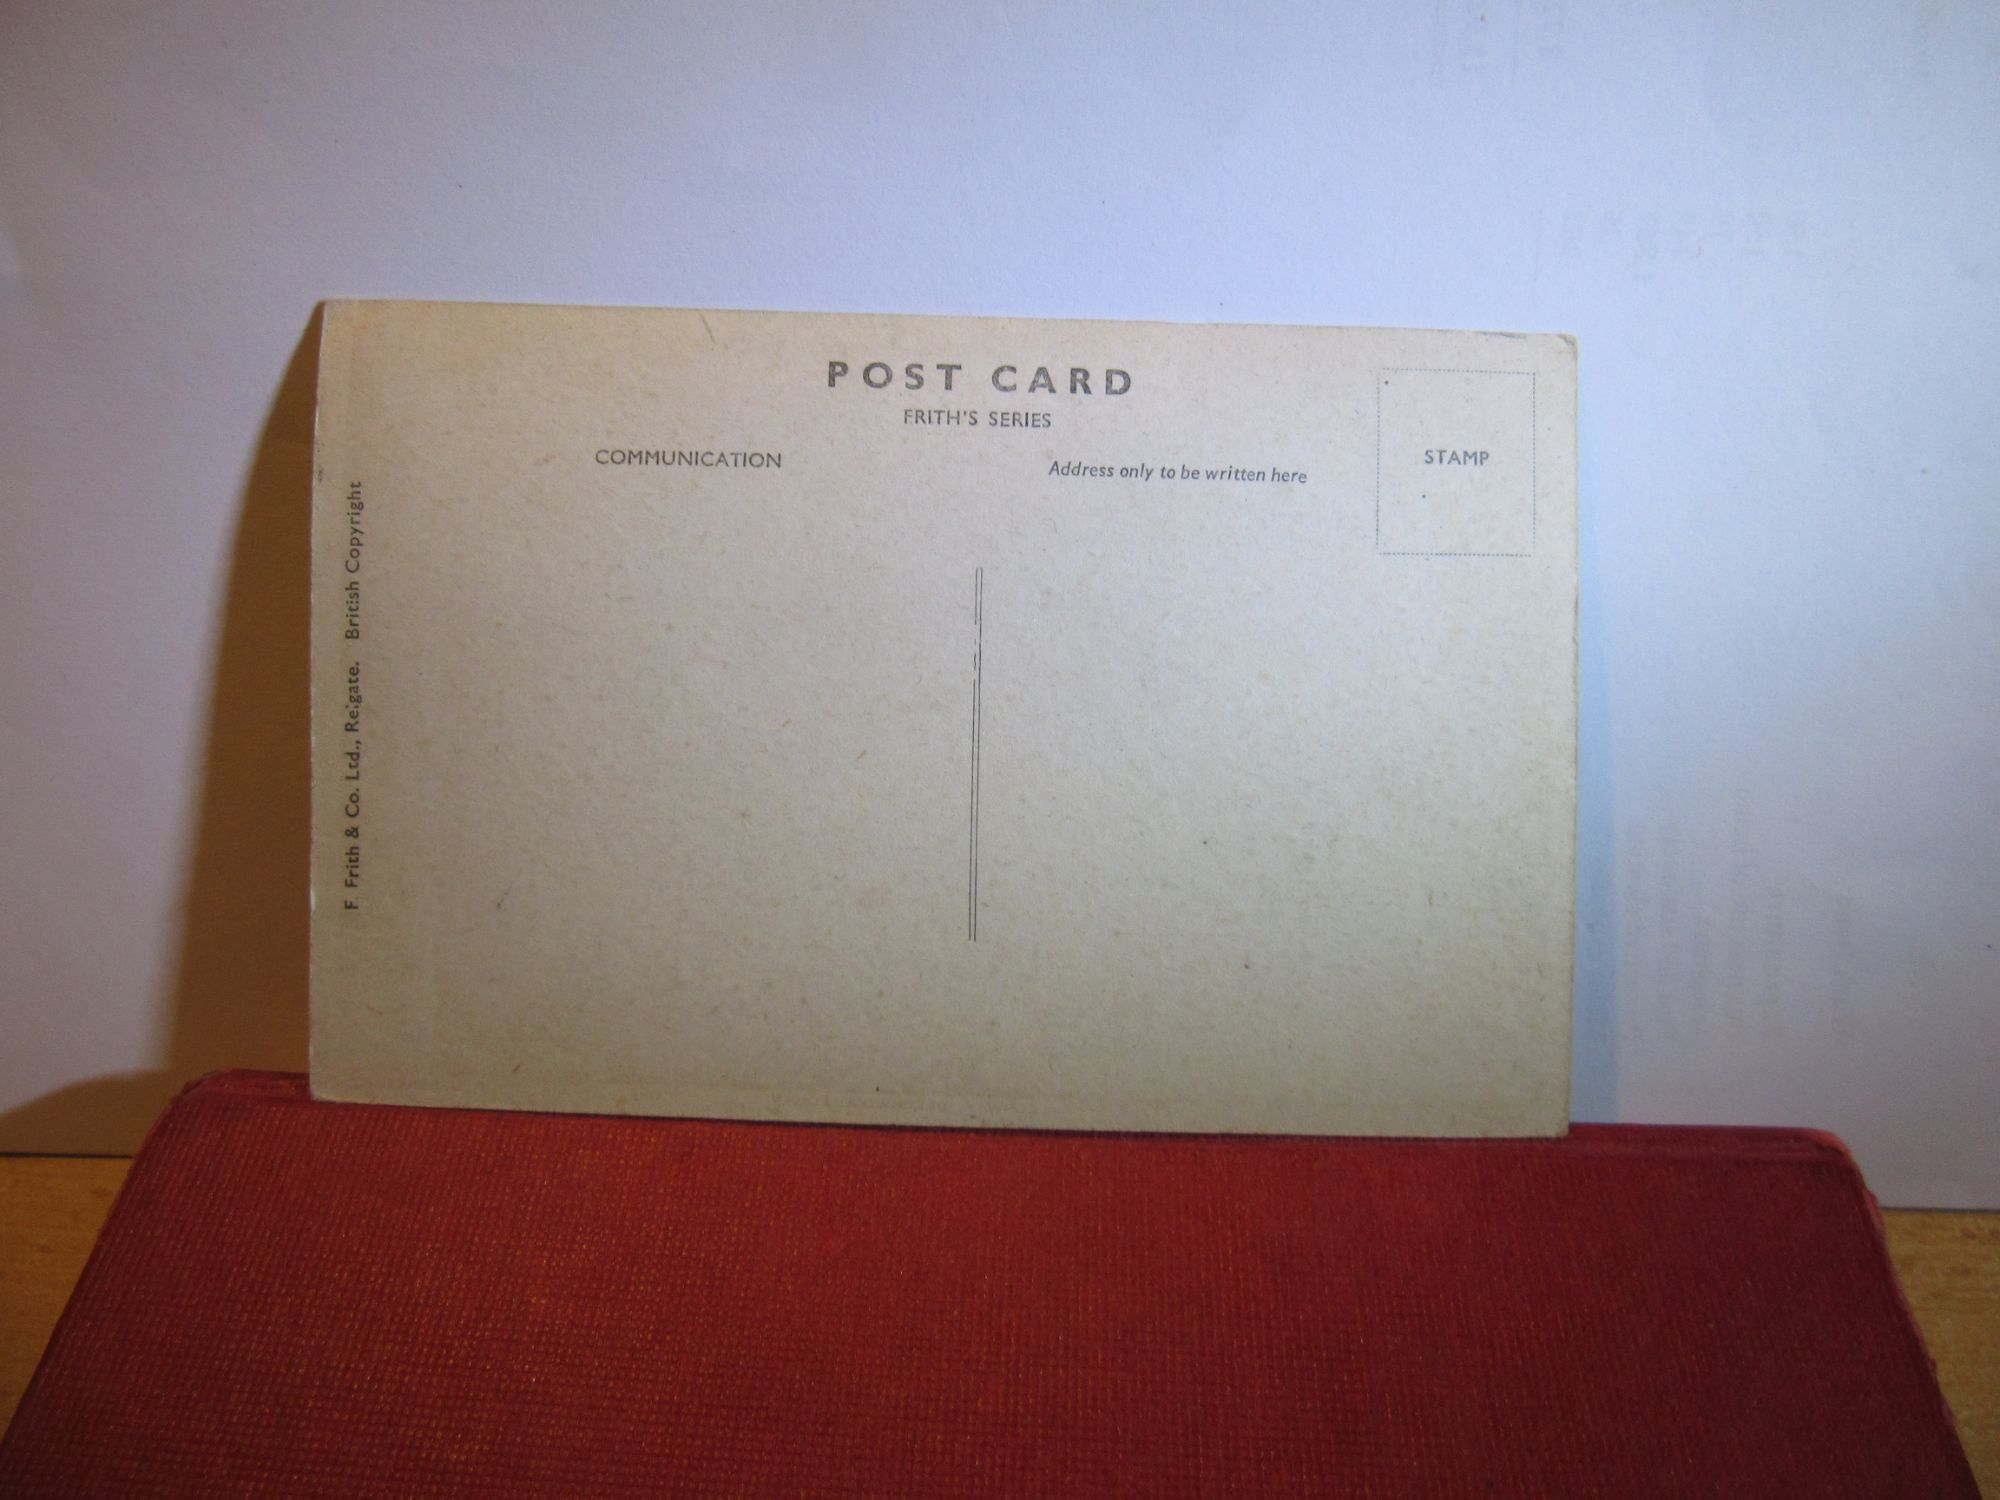 POST CARD
FRITH'S SERIES
COMMUNICATION
Address only to be written here
STAMP
F. Frith & Co. Ltd., Reigate. British Copyright